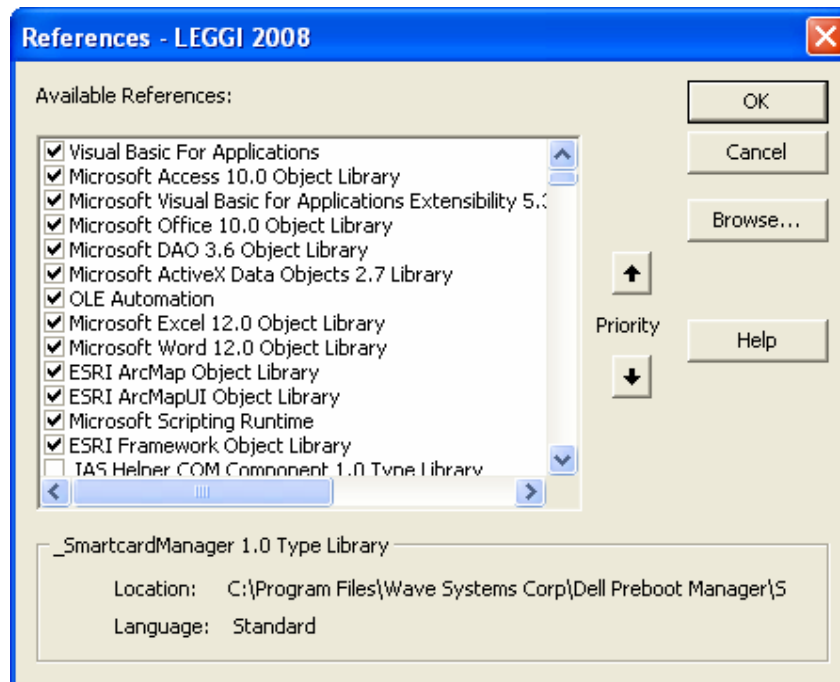 References - LEGGI 2008
Available References:
Visual Basic For Applications
Microsoft Access 10.0 Object Library
Microsoft Visual Basic for Applications Extensibility 5.3
Microsoft Office 10.0 Object Library
Microsoft DAO 3.6 Object Library
Microsoft ActiveX Data Objects 2.7 Library
OLE Automation
Microsoft Excel 12.0 Object Library
Microsoft Word 12.0 Object Library
ESRI ArcMap Object Library
ESRI ArcMapUI Object Library
Microsoft Scripting Runtime
ESRI Framework Object Library
IAS Helper COM Component 1.0 Type Library
OK
Cancel
Browse...
Priority
Help
_SmartcardManager 1.0 Type Library
Location: C:\Program Files\Wave Systems Corp\Dell Preboot Manager\S
Language: Standard